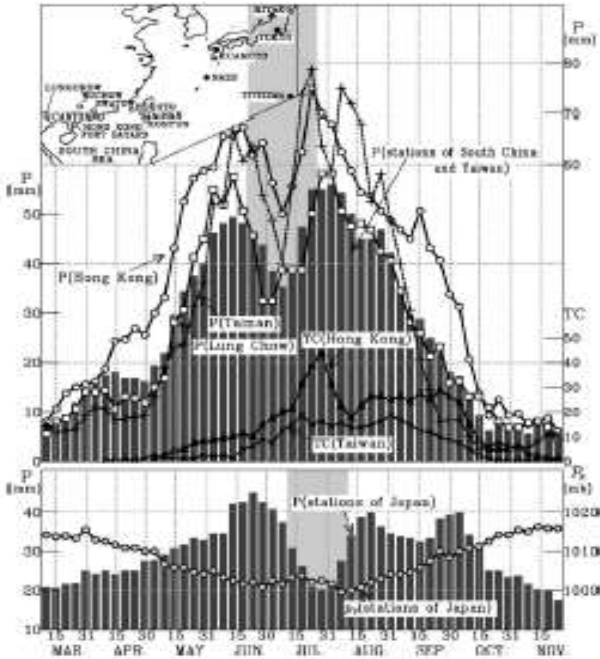 TOKYO
NAZE
HONG KONG
SOUTH CHINA
SEA
P
(mm)
80
70
60
P(stations of South China
and Taiwan)
P
(mm)
50
40
30
20
10
0
P(Hong Kong)
P(Tainan)
P(Lung Chow)
TC(Hong Kong)
TC(Taiwan)
TC
50
40
30
20
10
0
P
(mm)
40
30
20
10
P(stations of Japan)
(stations of Japan)
(mb)
1020
1010
1000
15 31 15 30 15 31 15 30 15 31 15 31 15 30 15 31 15
MAR APR MAY JUN JUL AUG SEP OCT NOV